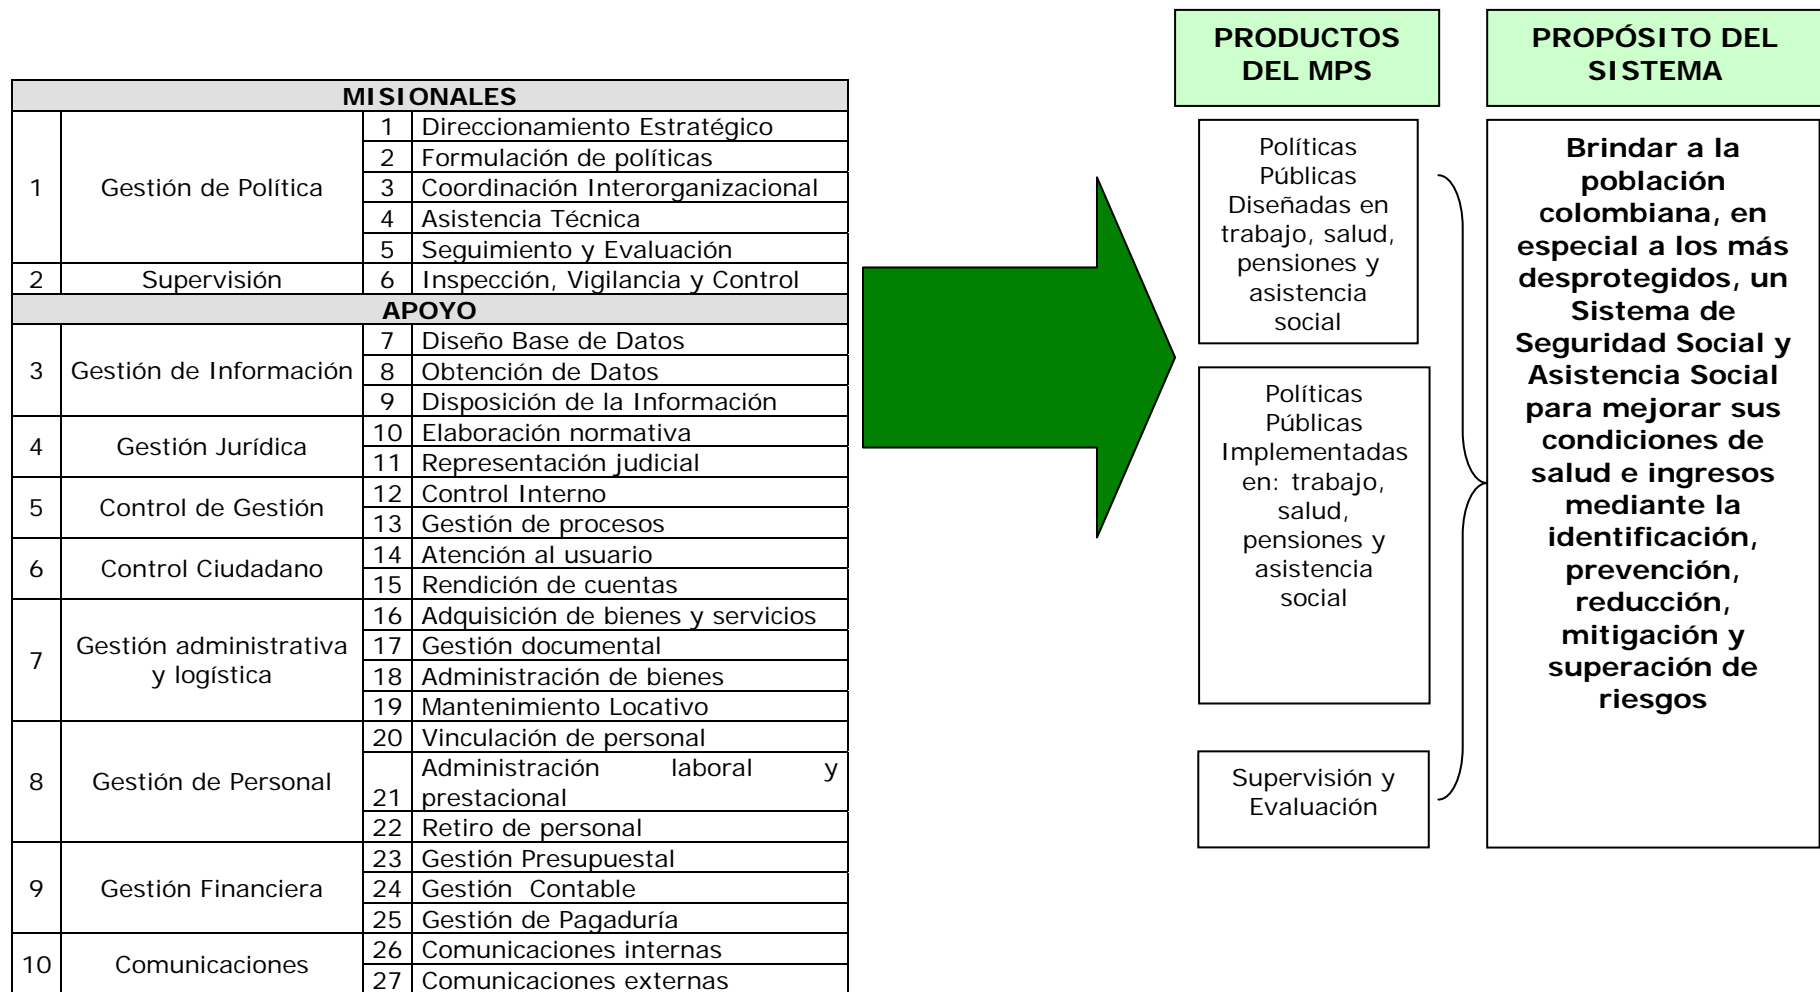 MISIONALES
1 Gestión de Política
1 Direccionamiento Estratégico
2 Formulación de políticas
3 Coordinación Interorganizacional
4 Asistencia Técnica
5 Seguimiento y Evaluación
2 Supervisión 6 Inspección, Vigilancia y Control
APOYO
3 Gestión de Información
7 Diseño Base de Datos
8 Obtención de Datos
9 Disposición de la Información
4 Gestión Jurídica
10 Elaboración normativa
11 Representación judicial
5 Control de Gestión
12 Control Interno
13 Gestión de procesos
6 Control Ciudadano
14 Atención al usuario
15 Rendición de cuentas
7 Gestión administrativa
y logística
16 Adquisición de bienes y servicios
17 Gestión documental
18 Administración de bienes
19 Mantenimiento Locativo
8 Gestión de Personal
20 Vinculación de personal
Administración laboral y
21 prestacional
22 Retiro de personal
9 Gestión Financiera
23 Gestión Presupuestal
24 Gestión Contable
25 Gestión de Pagaduría
10 Comunicaciones
26 Comunicaciones internas
27 Comunicaciones externas
PRODUCTOS
DEL MPS
Políticas
Públicas
Diseñadas en
trabajo, salud,
pensiones y
asistencia
social
Políticas
Públicas
Implementadas
en: trabajo,
salud,
pensiones y
asistencia
social
Supervisión y
Evaluación
PROPÓSITO DEL
SISTEMA
Brindar a la
población
colombiana, en
especial a los más
desprotegidos, un
Sistema de
Seguridad Social y
Asistencia Social
para mejorar sus
condiciones de
salud e ingresos
mediante la
identificación,
prevención,
reducción,
mitigación y
superación de
riesgos